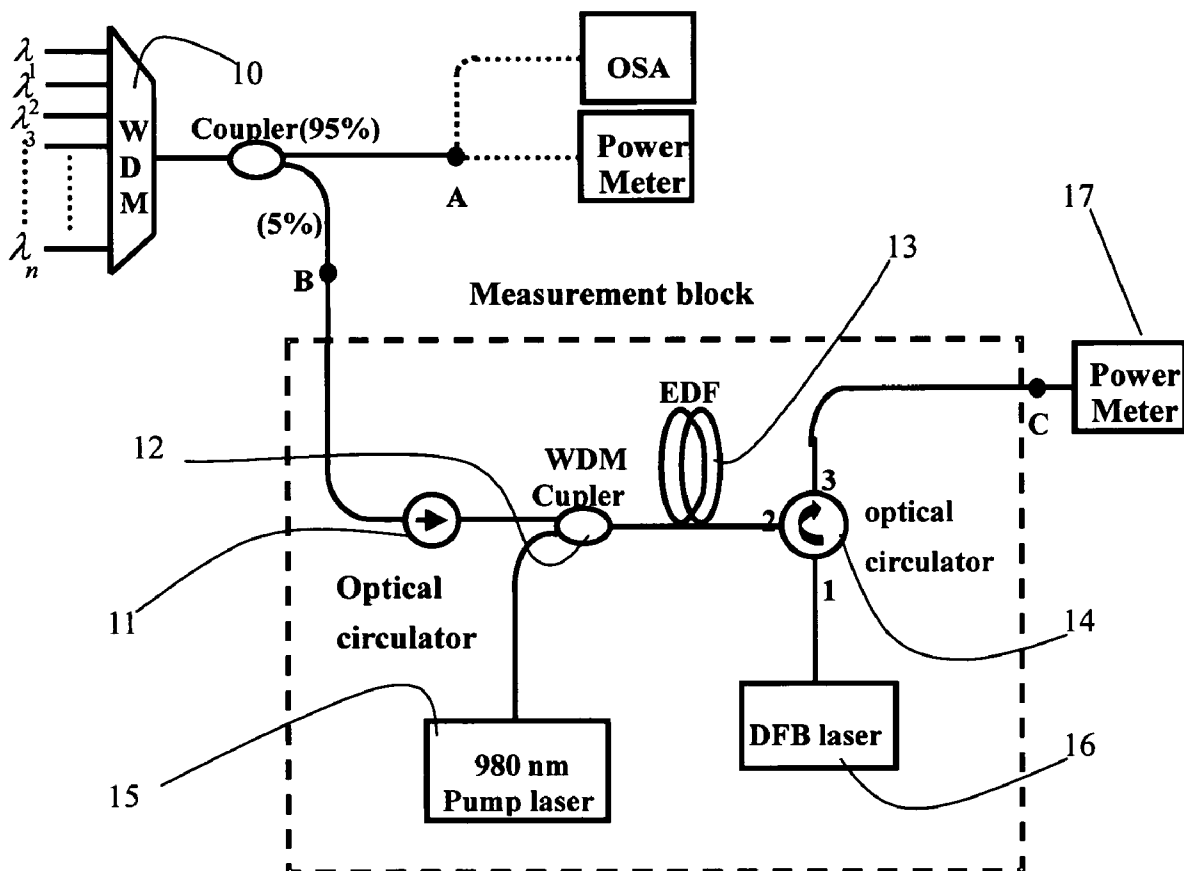 λ
λ1
λ2
3
λn
10
W
D
M
Coupler(95%)
(5%)
A
B
OSA
Power
Meter
17
13
Measurement block
Power
Meter
C
EDF
12
WDM
Cupler
3
2
1
optical
circulator
Optical
circulator
11
14
15
980 nm
Pump laser
DFB laser
16